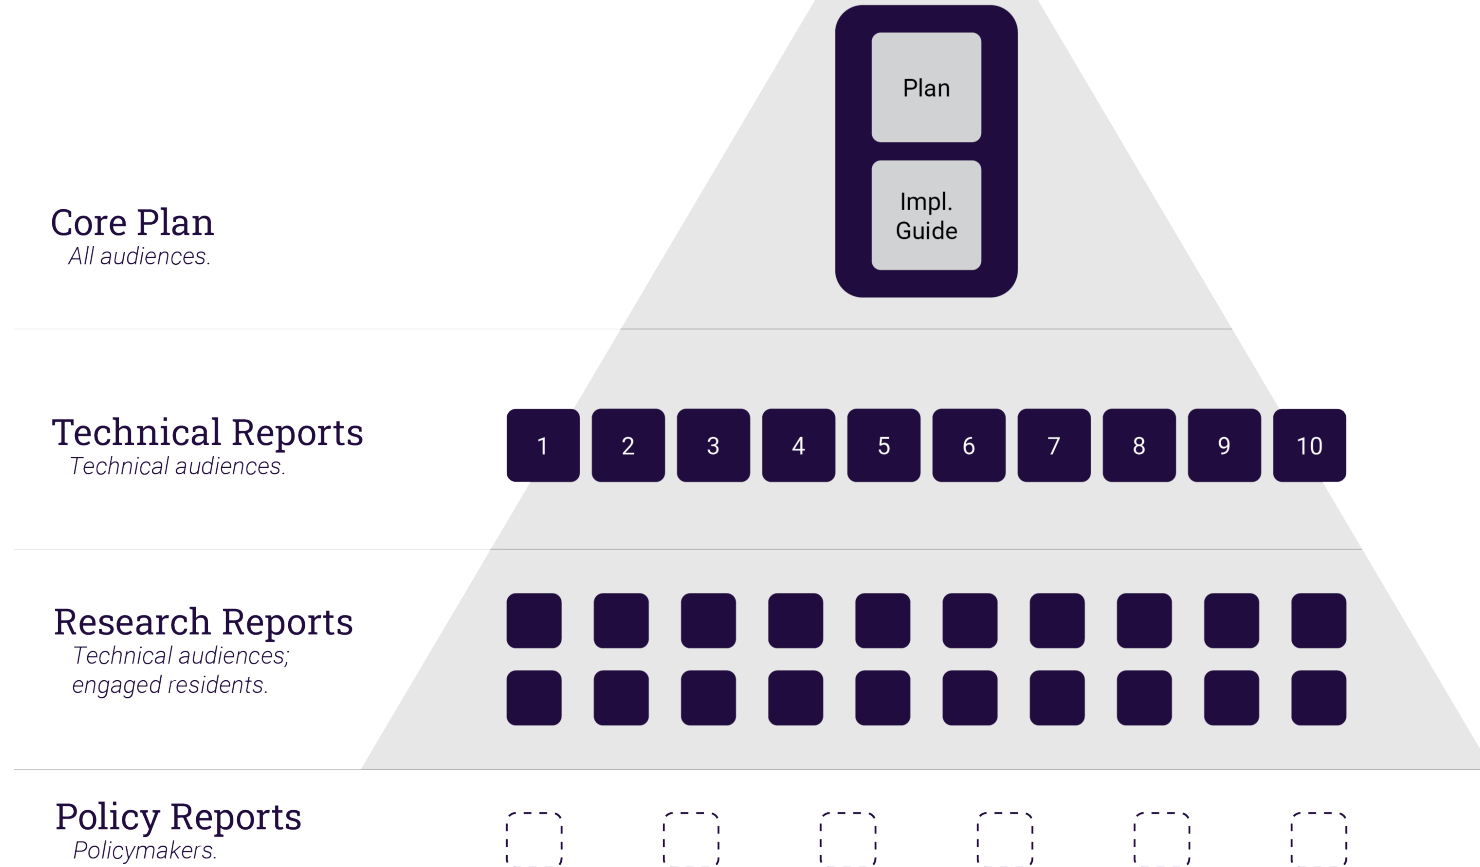 Plan
Impl.
Guide
Core Plan
All audiences.
Technical Reports
Technical audiences.
1 2 3 4 5 6 7 8 9 10
Research Reports
Technical audiences;
engaged residents.
Policy Reports
Policymakers.